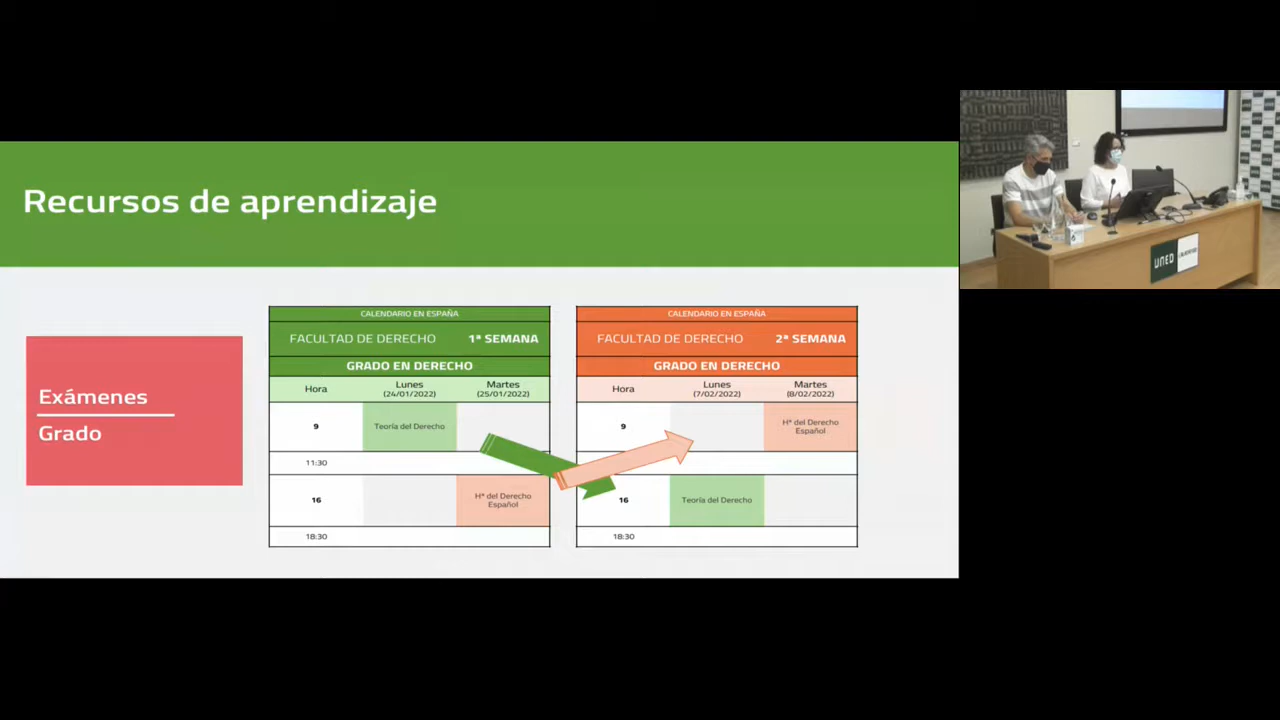 Recursos de aprendizaje
Exámenes
Grado
CALENDARIO EN ESPAÑA
FACULTAD DE DERECHO 1ª SEMANA
GRADO EN DERECHO
Hora Lunes Martes
(24/01/2022) (25/01/2022)
9 Teoría del Derecho
11:30
16 Hª del Derecho
Español
18:30
CALENDARIO EN ESPAÑA
FACULTAD DE DERECHO 2ª SEMANA
GRADO EN DERECHO
Hora Lunes Martes
(7/02/2022) (8/02/2022)
9 Hª del Derecho
Español
16 Teoría del Derecho
18:30
UNED